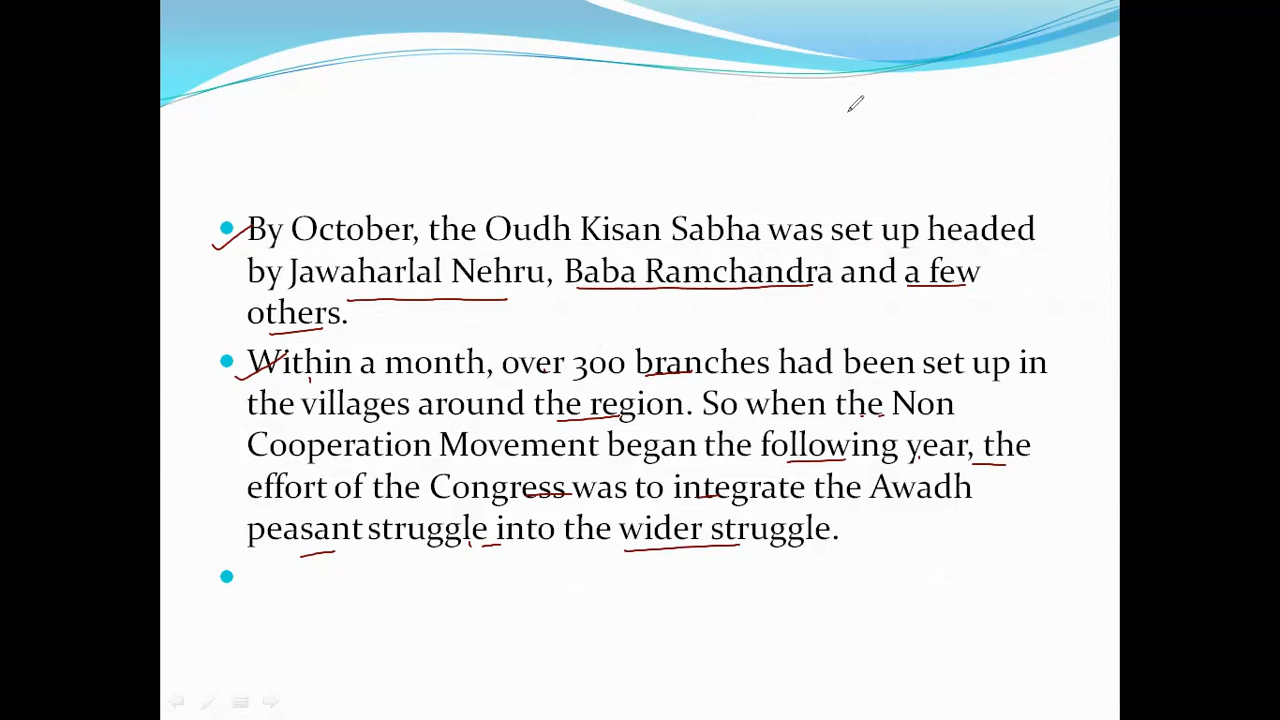 By October, the Oudh Kisan Sabha was set up headed
by Jawaharlal Nehru, Baba Ramchandra and a few
others.
Within a month, over 300 branches had been set up in
the villages around the region. So when the Non
Cooperation Movement began the following year, the
effort of the Congress was to integrate the Awadh
peasant struggle into the wider struggle.